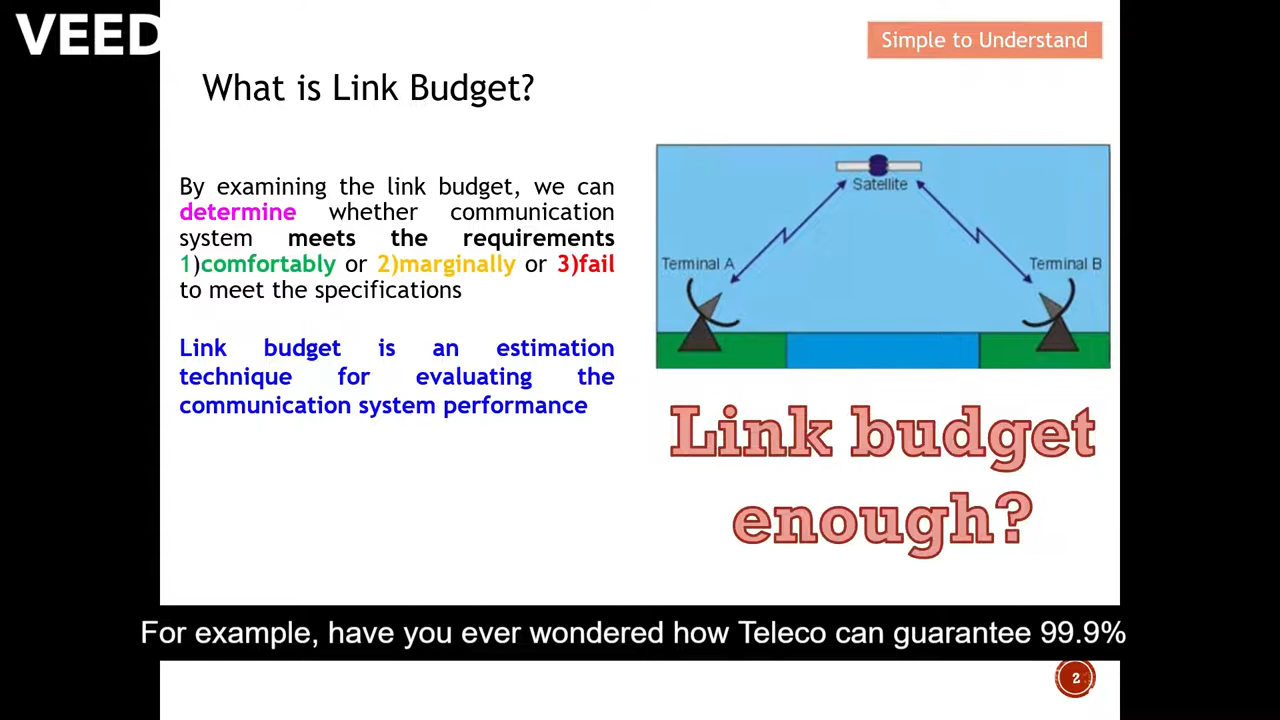 VEED
Simple to Understand
What is Link Budget?
By examining the link budget, we can
determine whether communication
system meets the requirements
1)comfortably or 2)marginally or 3)fail
to meet the specifications
Link budget is an estimation
technique for evaluating the
communication system performance
Satellite
Terminal A
Terminal B
Link budget
enough?
For example, have you ever wondered how Teleco can guarantee 99.9%
2